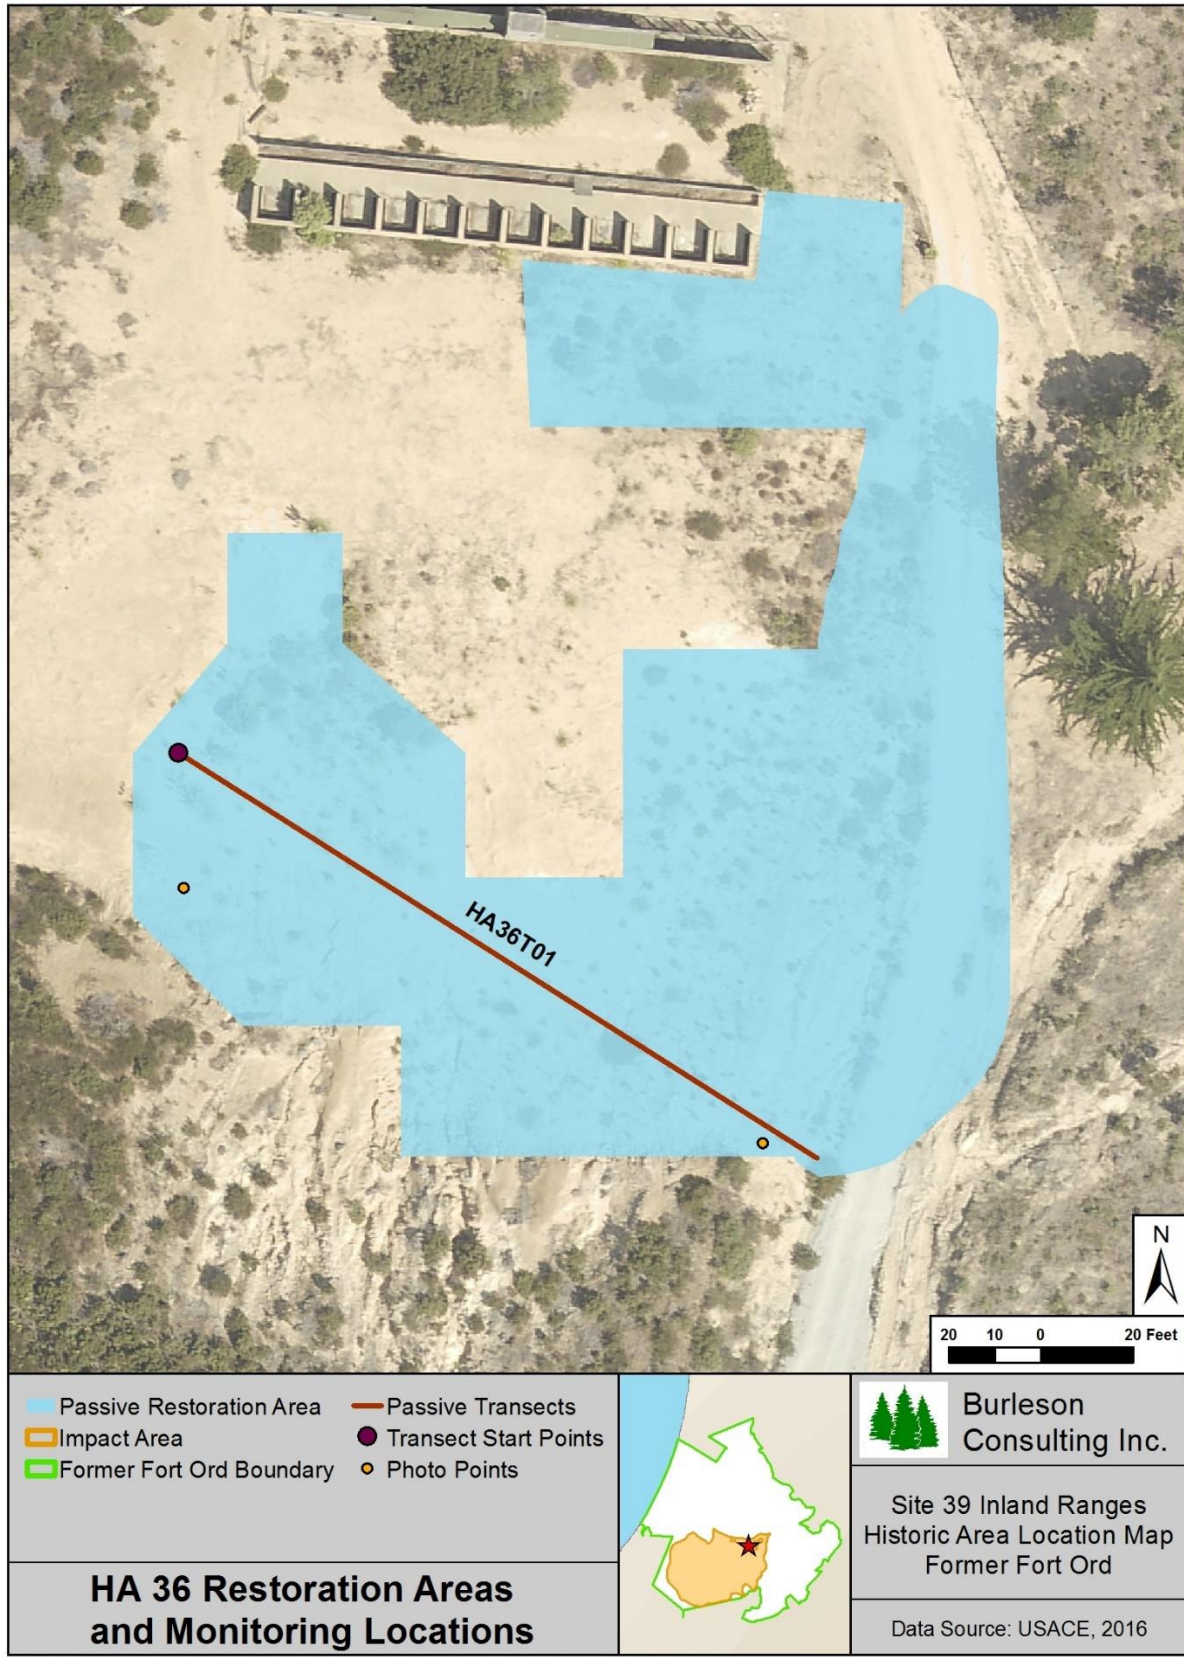 HA36T01
N
20 10 0 20 Feet
Passive Restoration Area
Impact Area
Former Fort Ord Boundary
Passive Transects
Transect Start Points
Photo Points
HA 36 Restoration Areas
and Monitoring Locations
Burleson
Consulting Inc.
Site 39 Inland Ranges
Historic Area Location Map
Former Fort Ord
Data Source: USACE, 2016